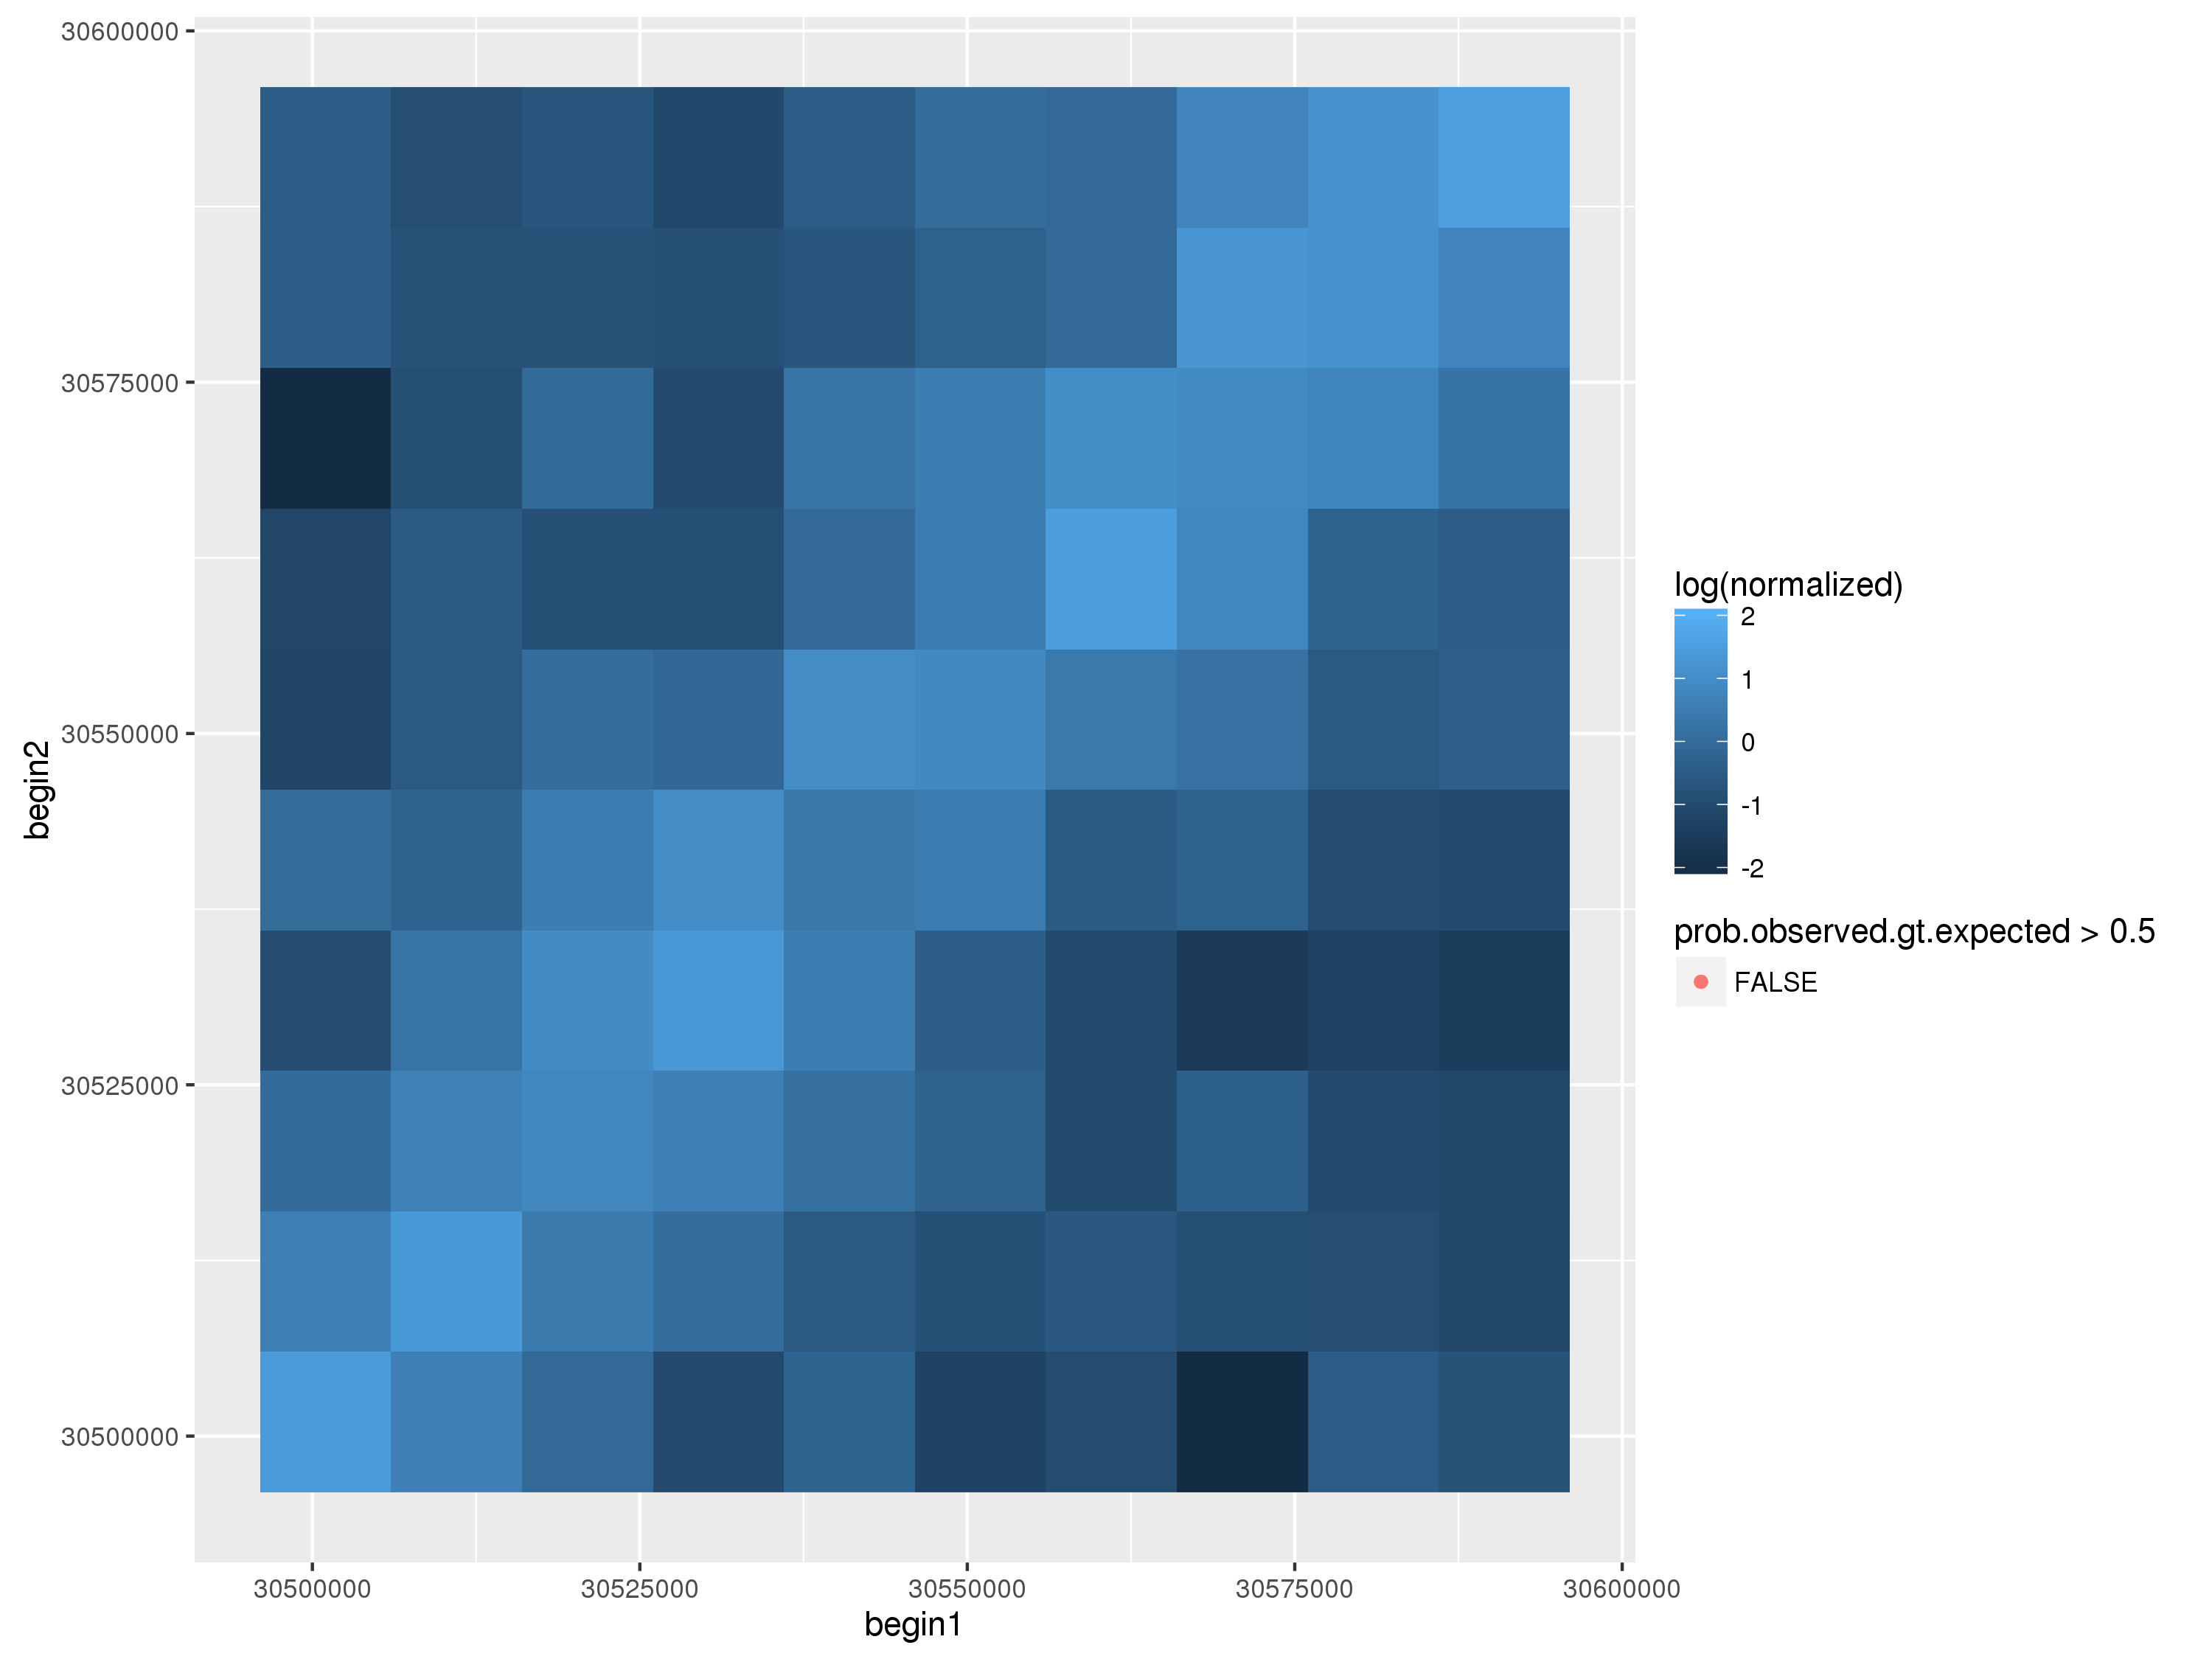 30600000
30575000
30550000
30525000
30500000
begin2
30500000 30525000 30550000 30575000 30600000
begin1
log(normalized)
2
1
0
-1
-2
prob.observed.gt.expected > 0.5
FALSE